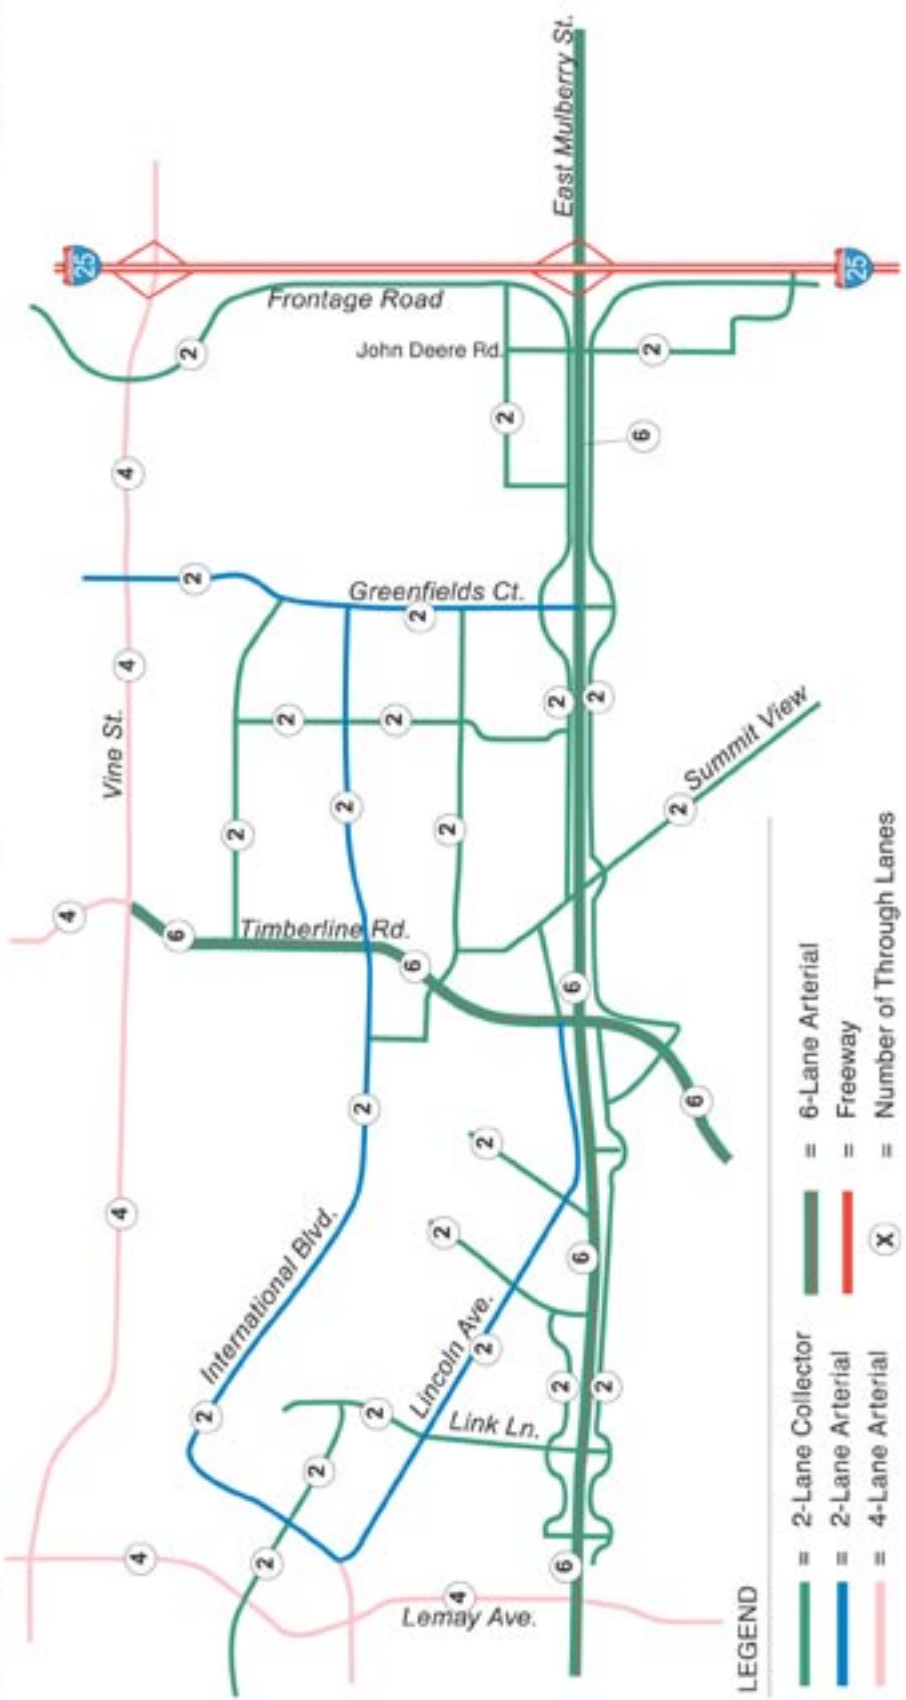 East Mulberry St.
25
25
Frontage Road
2
John Deere Rd.
2
2
6
4
2
Greenfields Ct.
2
4
Vine St.
2
2
2
2
Summit View
2
2
2
2
4
6
Timberline Rd.
6
6
6
2
2
4
2
International Blvd.
6
Lincoln Ave.
2
2
2
Link Ln.
2
2
2
2
4
6
4
Lemay Ave.
LEGEND
= 2-Lane Collector
= 2-Lane Arterial
= 4-Lane Arterial
= 6-Lane Arterial
= Freeway
X = Number of Through Lanes